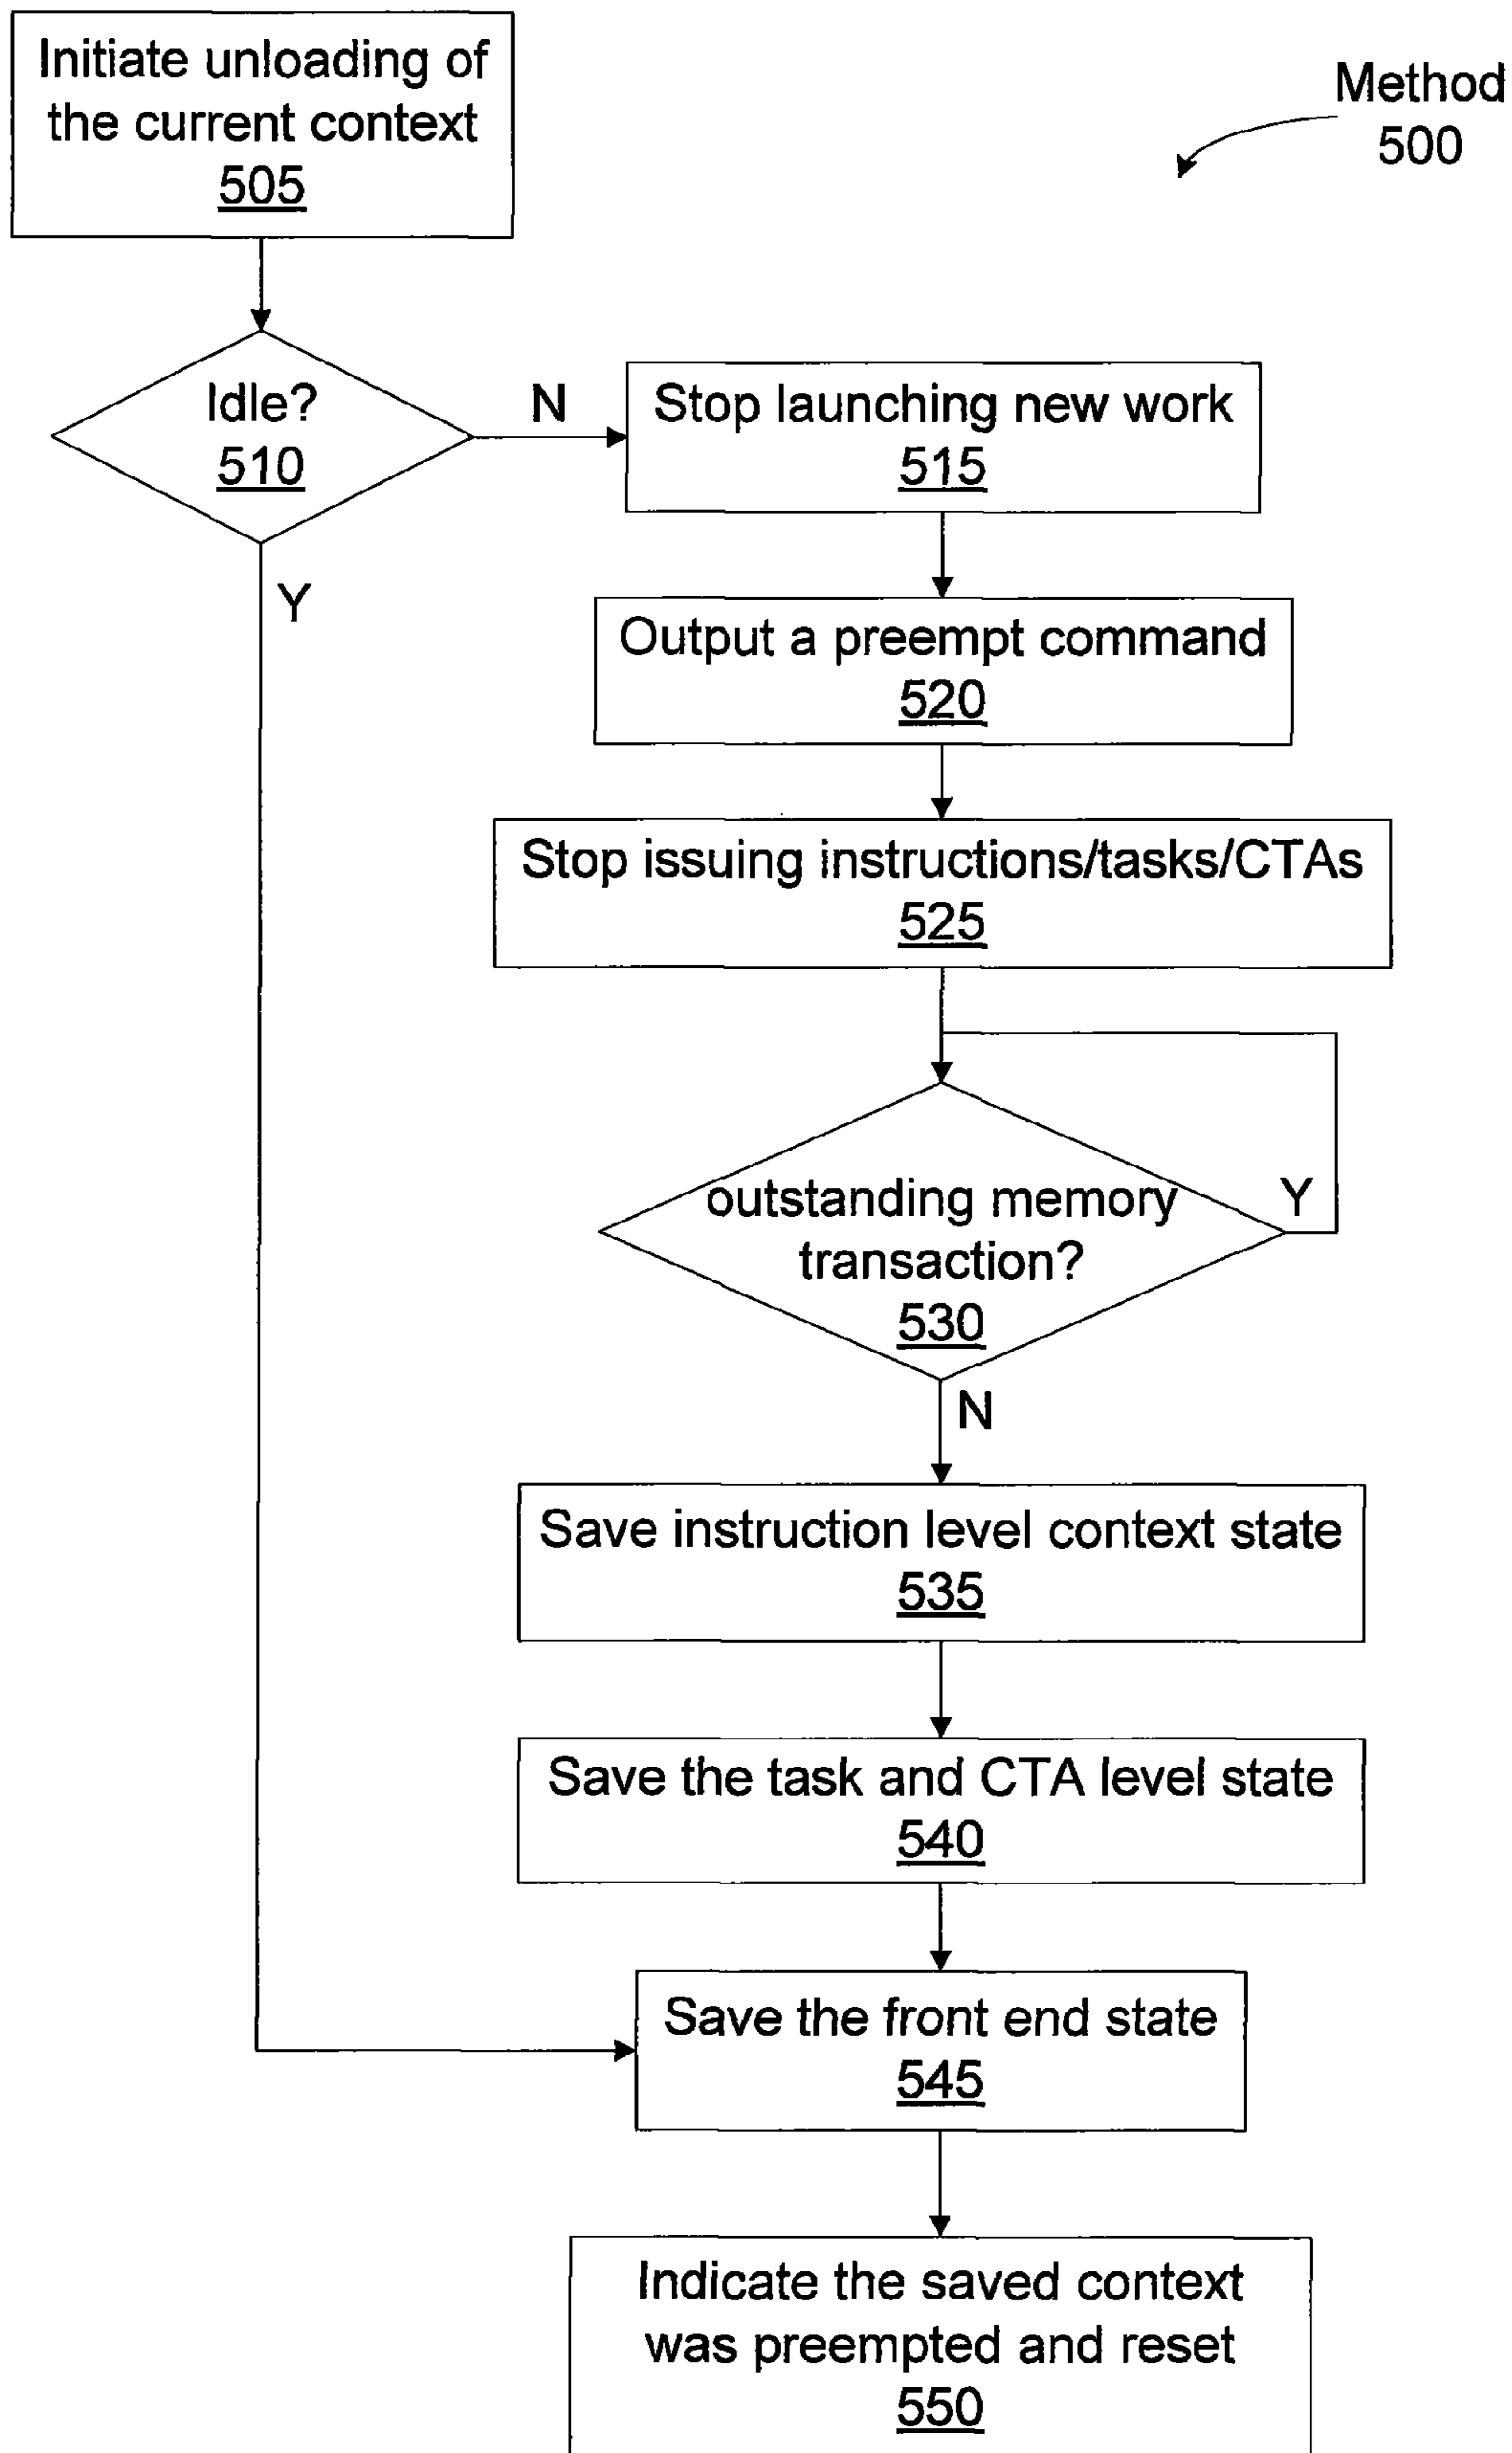 Initiate unloading of
the current context
505
Method
500
Idle?
510
N
Y
Stop launching new work
515
Output a preempt command
520
Stop issuing instructions/tasks/CTAs
525
outstanding memory
transaction?
530
Y
N
Save instruction level context state
535
Save the task and CTA level state
540
Save the front end state
545
Indicate the saved context
was preempted and reset
550